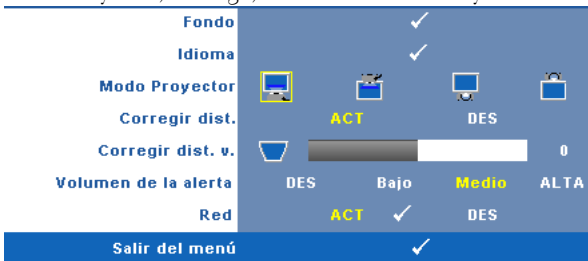 Fondo
Idioma
Modo Proyector
Corregir dist. ACT DES
Corregir dist. v. 0
Volumen de la alerta DES Bajo Medio ALTA
Red ACT DES
Salir del menú